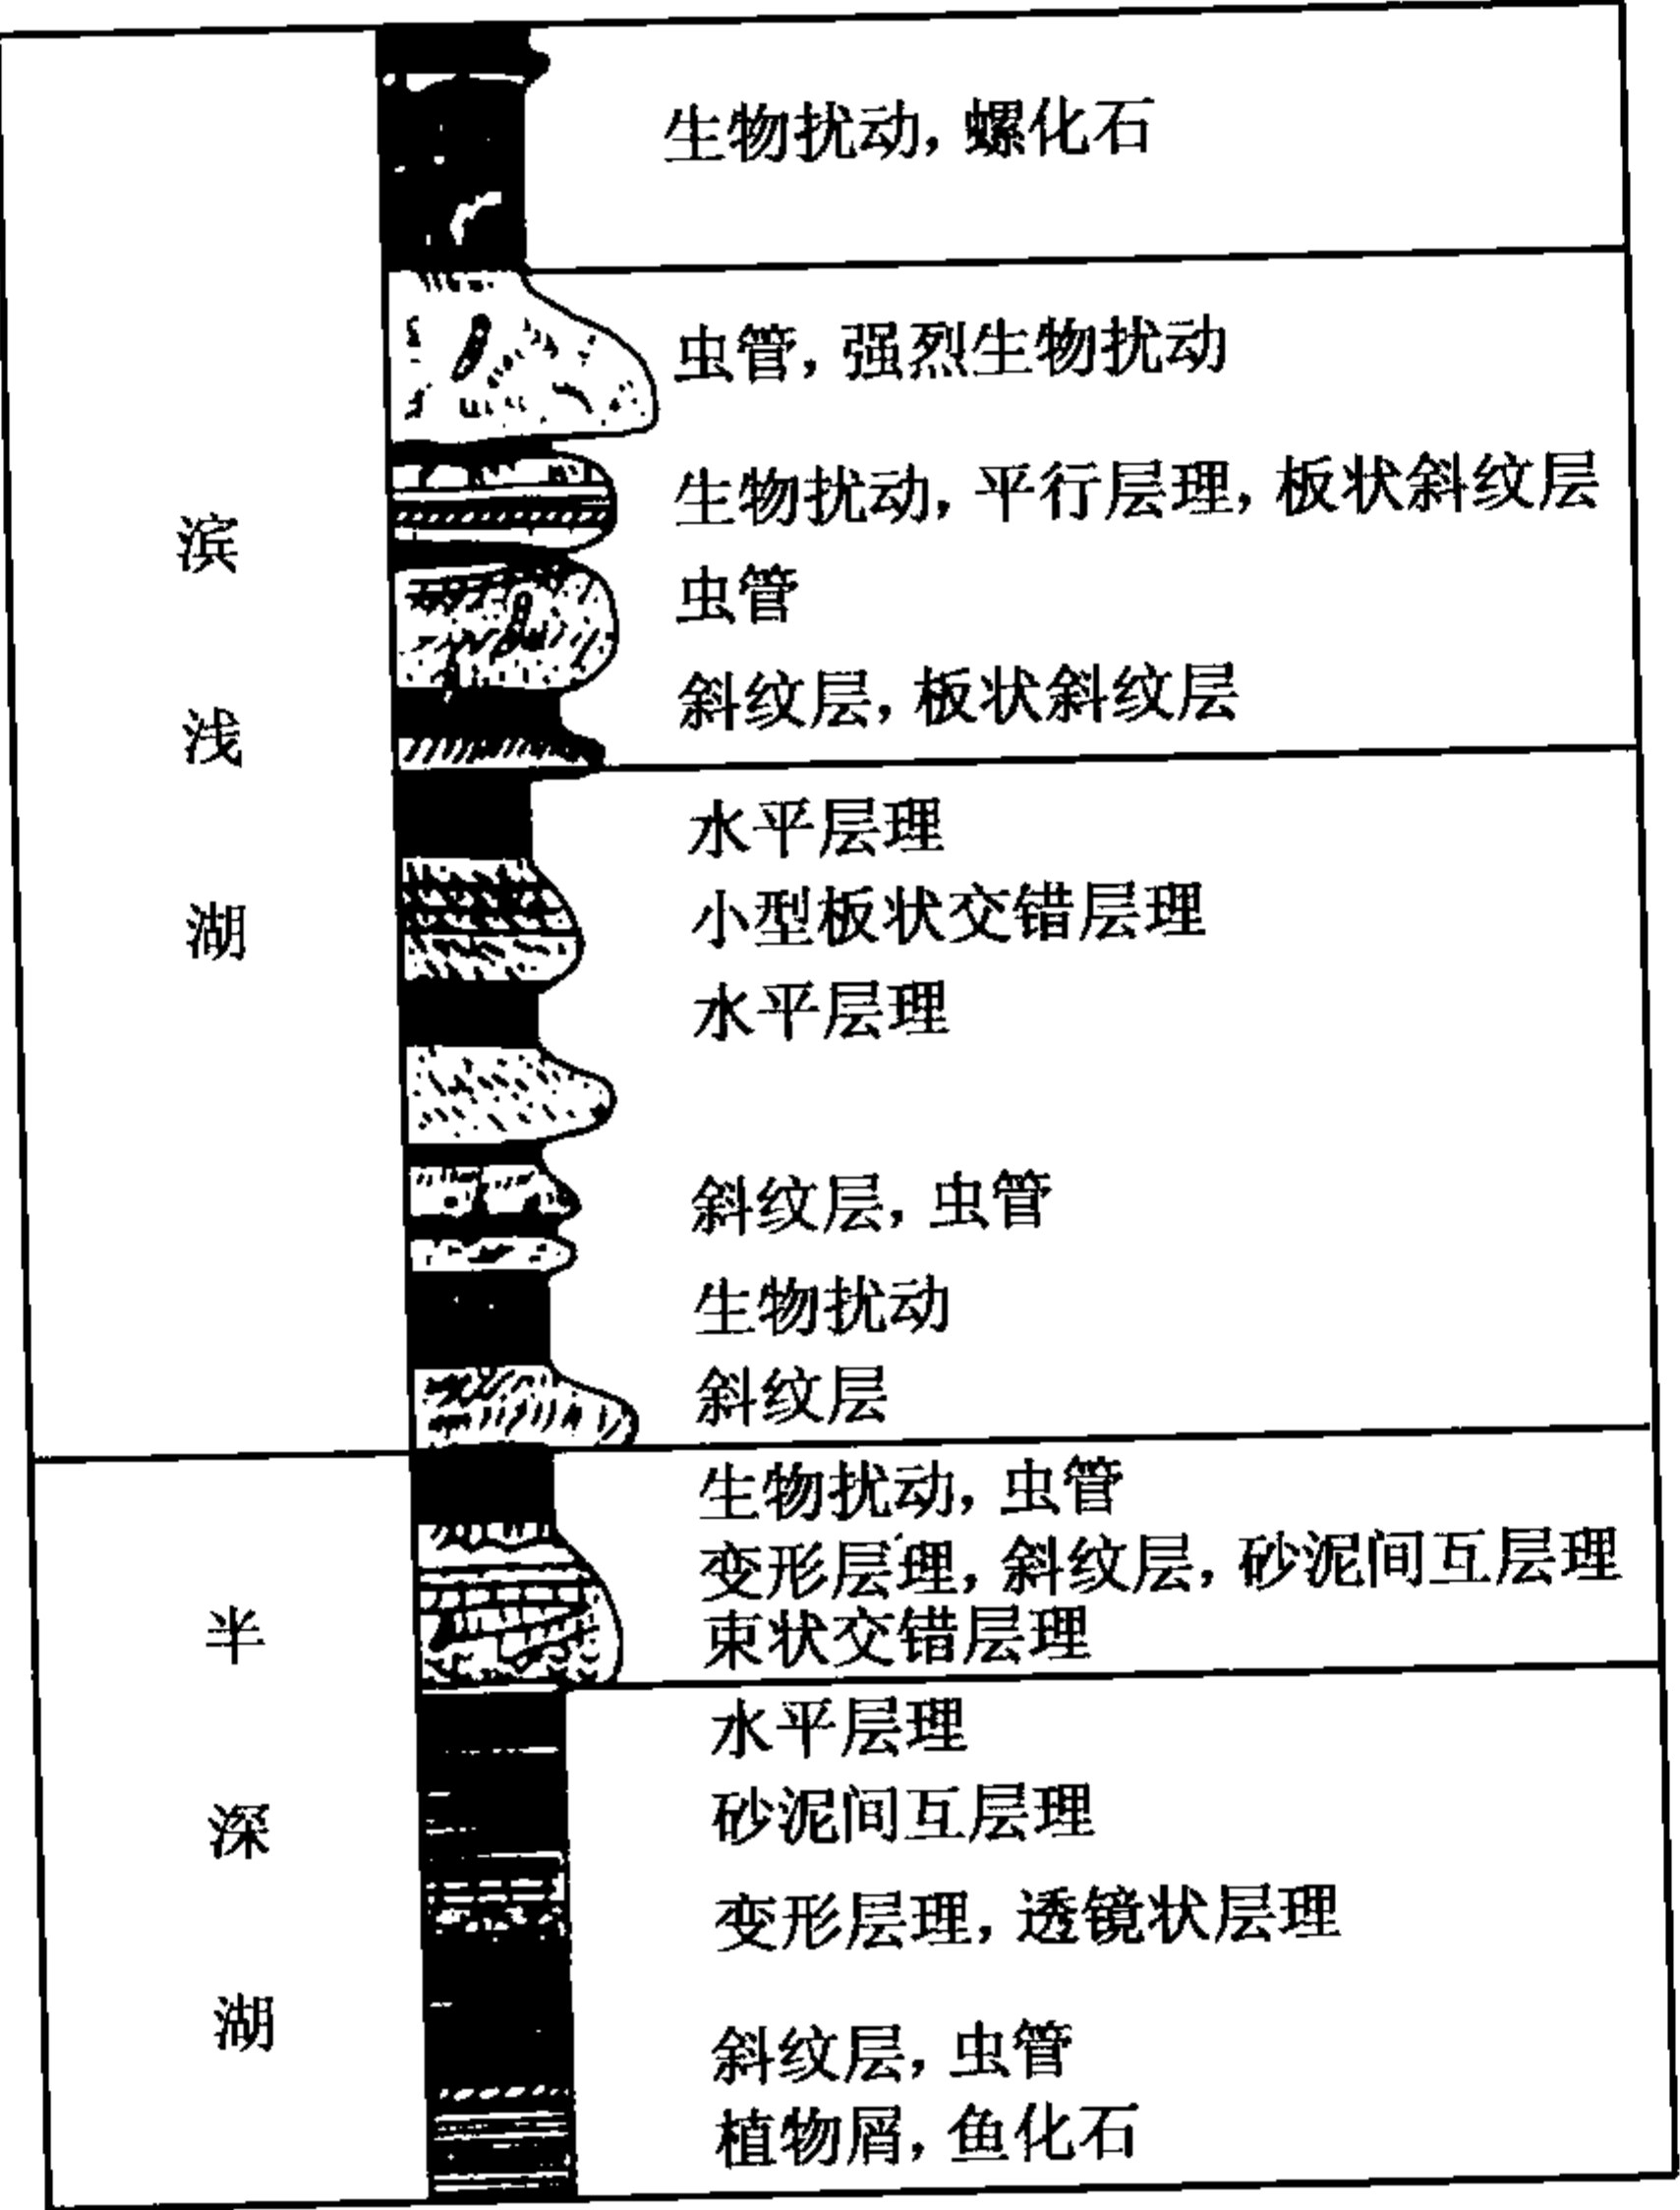 生物扰动，螺化石
虫管，强烈生物扰动
生物扰动，平行层理，板状斜纹层
虫管
斜纹层，板状斜纹层
水平层理
小型板状交错层理
水平层理
斜纹层，虫管
生物扰动
斜纹层
滨浅湖
生物扰动，虫管
变形层理，斜纹层，砂泥间互层理
束状交错层理
水平层理
砂泥间互层理
变形层理，透镜状层理
斜纹层，虫管
植物屑，鱼化石
半深湖